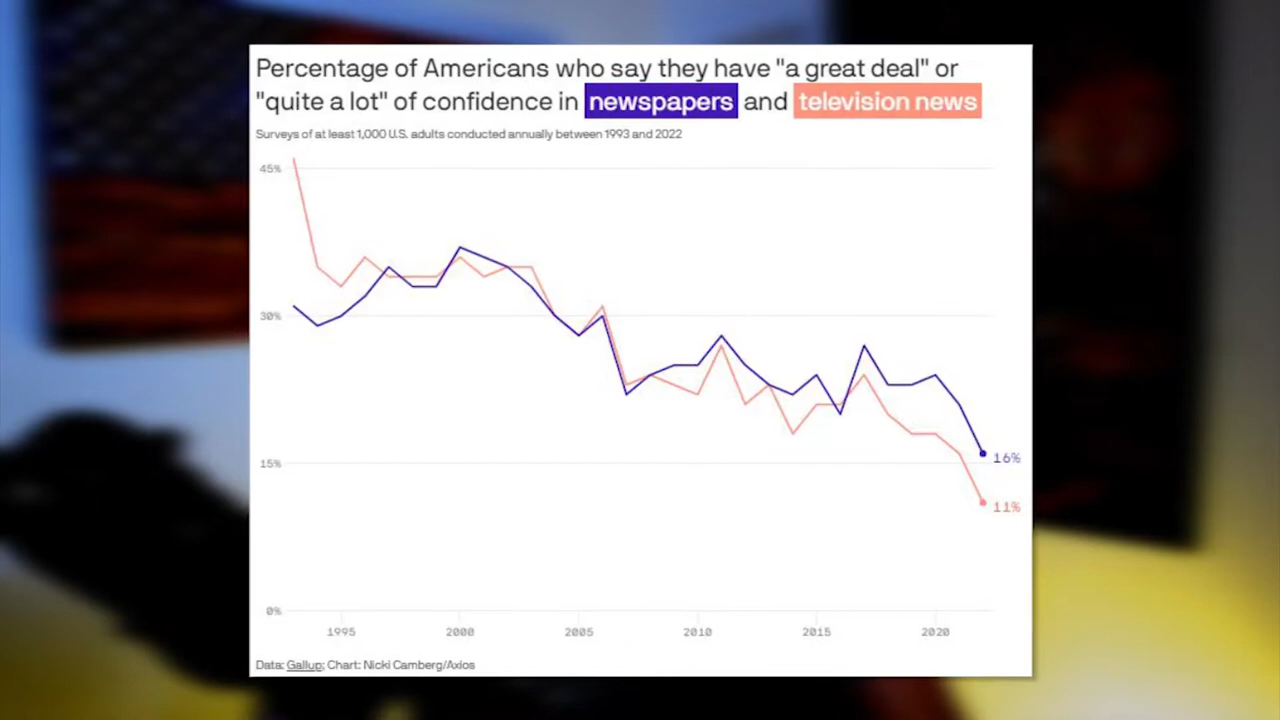 Percentage of Americans who say they have "a great deal" or
"quite a lot" of confidence in newspapers and television news
Surveys of at least 1,000 U.S. adults conducted annually between 1993 and 2022
45%
30%
15%
0%
16%
11%
1995 2000 2005 2010 2015 2020
Data: Gallup; Chart: Nicki Camberg/Axios